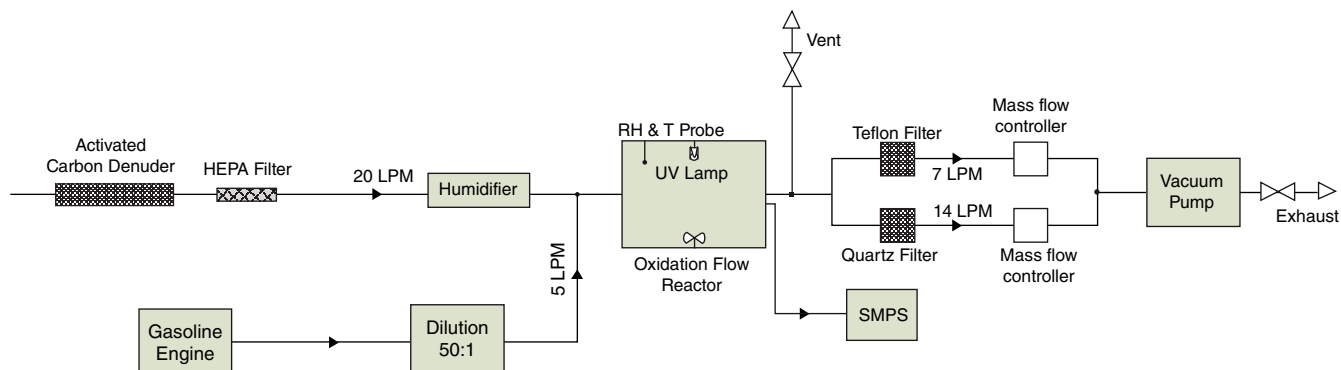 Vent
Activated
Carbon Denuder
HEPA Filter
20 LPM
Humidifier
RH & T Probe
UV Lamp
Oxidation Flow
Reactor
Teflon Filter
7 LPM
Mass flow
controller
14 LPM
Quartz Filter
Mass flow
controller
Vacuum
Pump
Exhaust
5 LPM
Gasoline
Engine
Dilution
50:1
SMPS